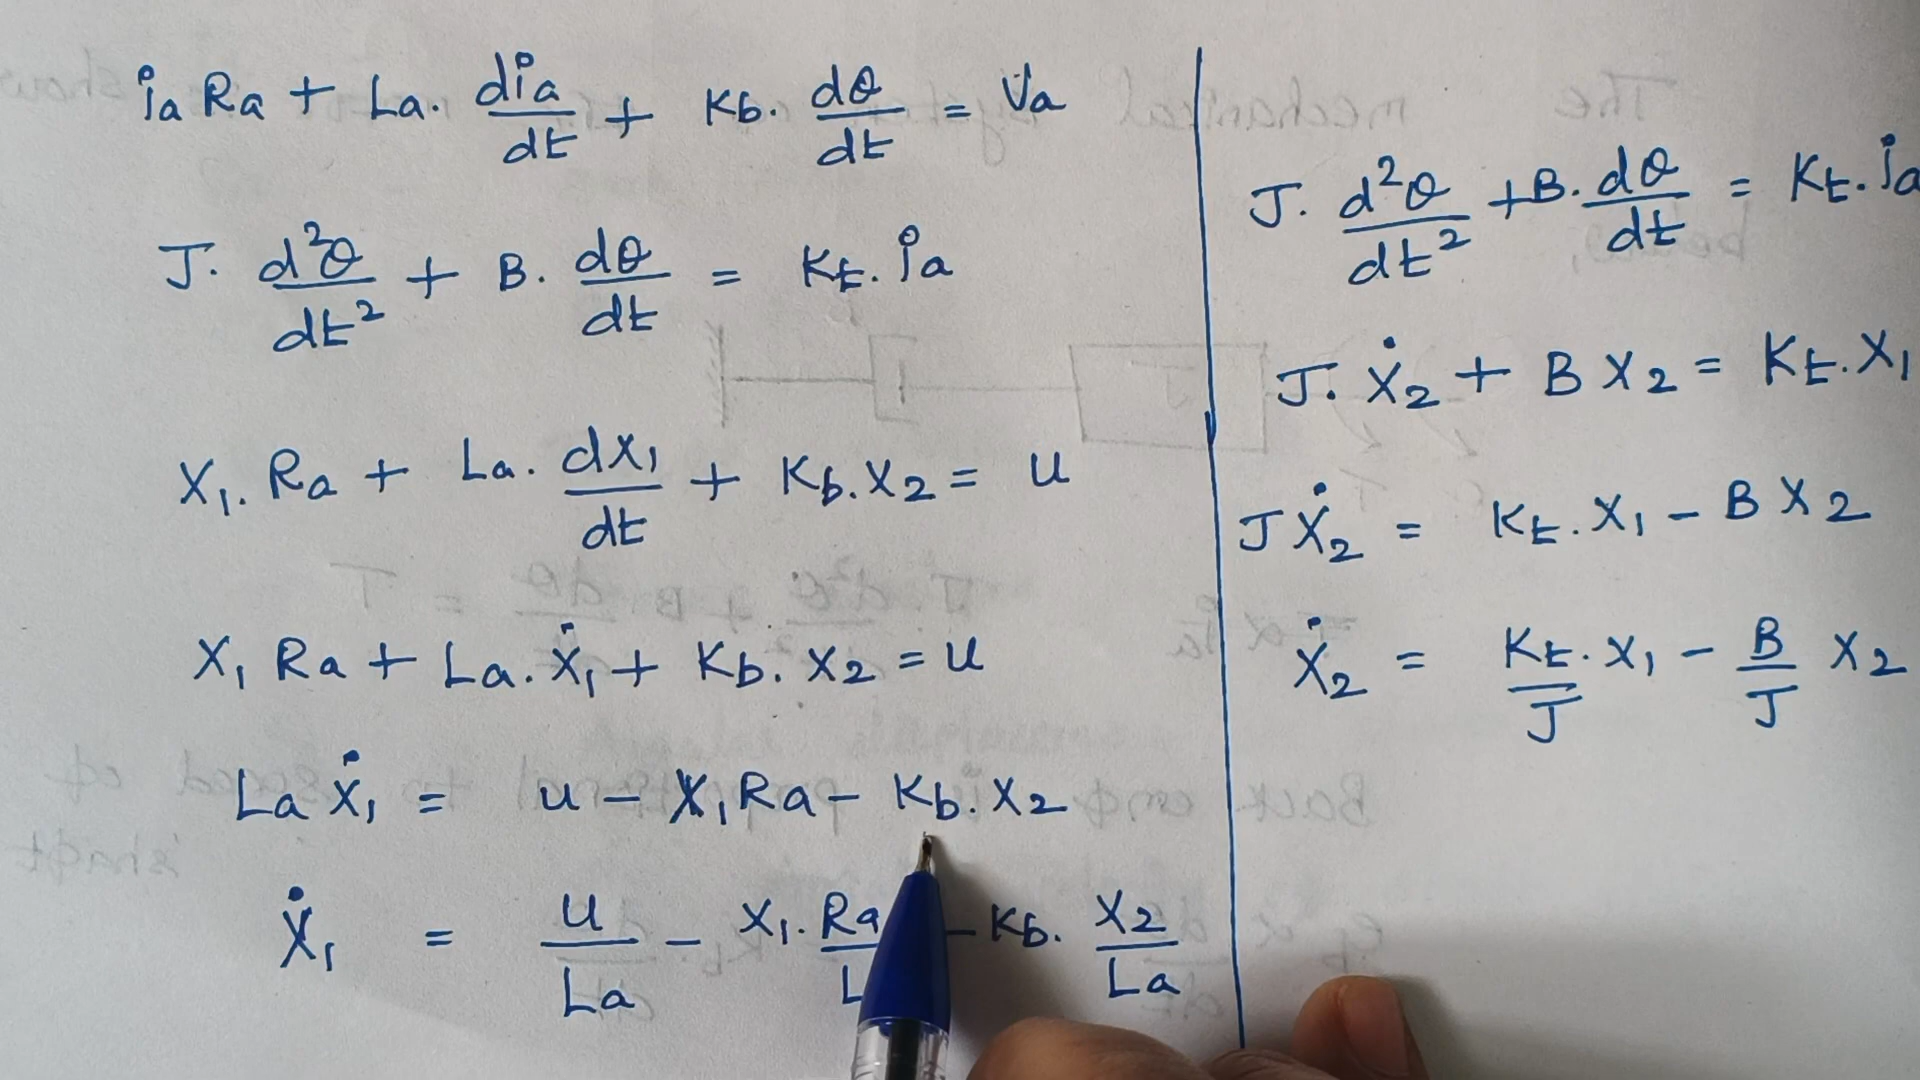 ia Ra + La. dia/dt + Kb. dθ/dt = Va
J. d²θ/dt² + B. dθ/dt = Kt. ia
X1. Ra + La. dX1/dt + Kb. X2 = u
X1 Ra + La. Ẋ1 + Kb. X2 = u
La Ẋ1 = u - X1 Ra - Kb. X2
Ẋ1 = u/La - X1. Ra/L - Kb. X2/La
J. d²θ/dt² + B. dθ/dt = Kt. ia
J. Ẋ2 + B X2 = Kt. X1
J Ẋ2 = Kt. X1 - B X2
Ẋ2 = Kt/J. X1 - B/J X2